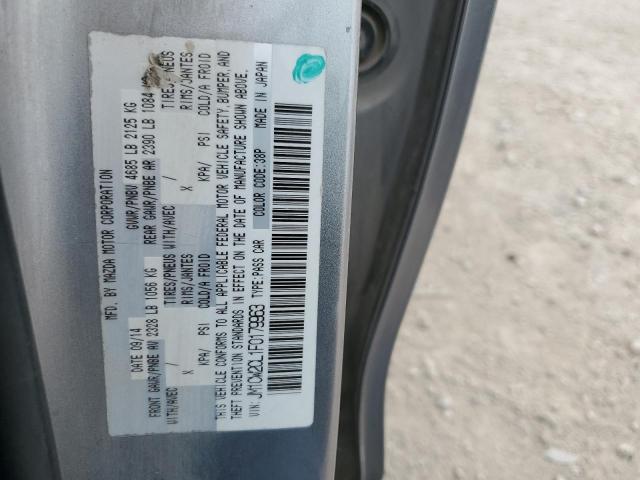 MFD. BY MAZDA MOTOR CORPORATION
DATE 09/14 GVWR/PNBV 4685 LB 2125 KG
FRONT GAWR/PNBE AV 2328 LB 1056 KG REAR GAWR/PNBE AR 2390 LB 1084
WITH/AVEC TIRES/PNEUS WITH/AVEC TIRES/PNEUS
X RIMS/JANTES X RIMS/JANTES
KPA/ PSI COLD/A FROID KPA/ PSI COLD/A FROID
THIS VEHICLE CONFORMS TO ALL APPLICABLE FEDERAL MOTOR VEHICLE SAFETY, BUMPER, AND
THEFT PREVENTION STANDARDS IN EFFECT ON THE DATE OF MANUFACTURE SHOWN ABOVE.
VIN: JM1CW2CL1F0179963 TYPE:PASS CAR COLOR CODE:38P MADE IN JAPAN